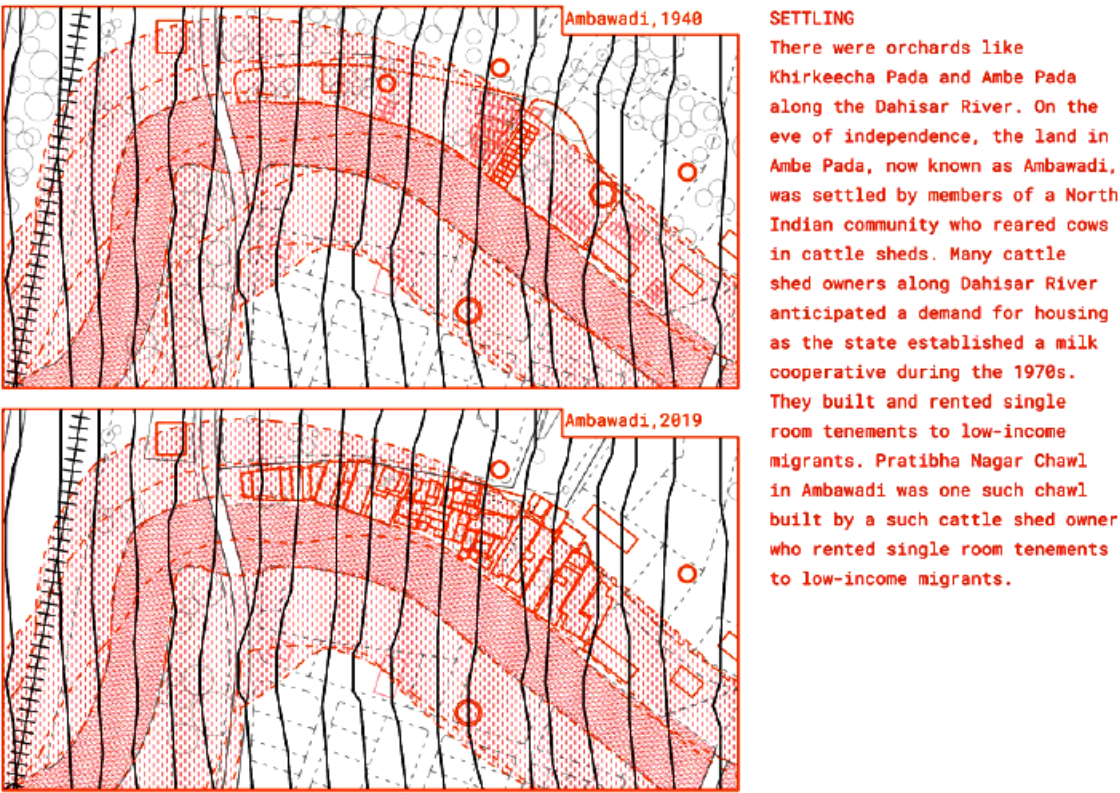 Ambawadi,1940
Ambawadi,2019
SETTLING
There were orchards like
Khirkeecha Pada and Ambe Pada
along the Dahisar River. On the
eve of independence, the land in
Ambe Pada, now known as Ambawadi,
was settled by members of a North
Indian community who reared cows
in cattle sheds. Many cattle
shed owners along Dahisar River
anticipated a demand for housing
as the state established a milk
cooperative during the 1970s.
They built and rented single
room tenements to low-income
migrants. Pratibha Nagar Chawl
in Ambawadi was one such chawl
built by a such cattle shed owner
who rented single room tenements
to low-income migrants.